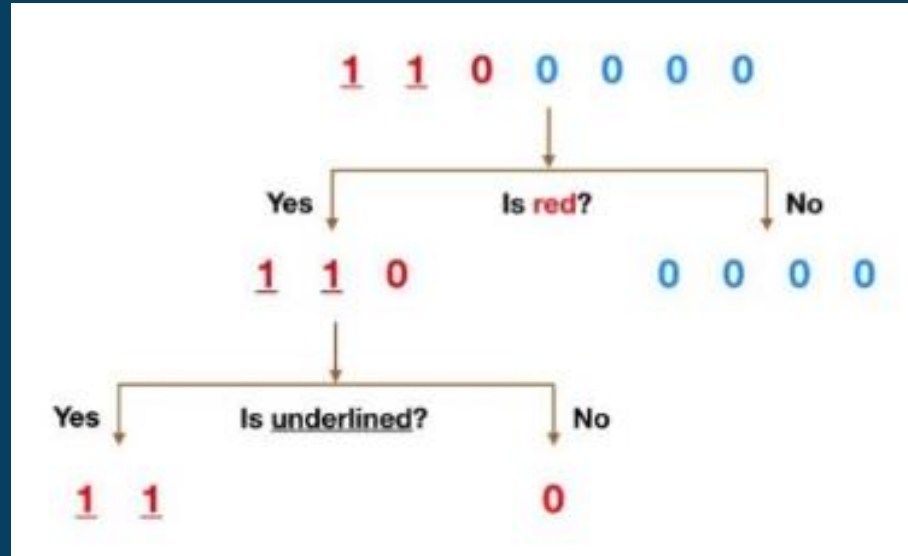 1 1 0 0 0 0 0
Yes Is red? No
1 1 0 0 0 0 0
Yes Is underlined? No
1 1 0